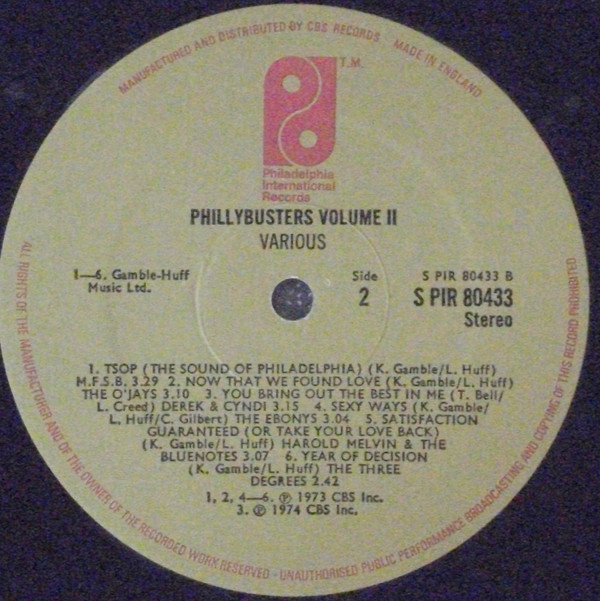 MANUFACTURED AND DISTRIBUTED BY CBS RECORDS MADE IN ENGLAND
T.M.
Philadelphia
International
Records
PHILLYBUSTERS VOLUME II
VARIOUS
1—6. Gamble-Huff
Music Ltd.
Side
2
S PIR 80433 B
S PIR 80433
Stereo
1. TSOP (THE SOUND OF PHILADELPHIA) (K. Gamble/L. Huff)
M.F.S.B. 3.29 2. NOW THAT WE FOUND LOVE (K. Gamble/L. Huff)
THE O'JAYS 3.10 3. YOU BRING OUT THE BEST IN ME (T. Bell/
L. Creed) DEREK & CYNDI 3.15 4. SEXY WAYS (K. Gamble/
L. Huff/C. Gilbert) THE EBONYS 3.04 5. SATISFACTION
GUARANTEED (OR TAKE YOUR LOVE BACK)
(K. Gamble/L. Huff) HAROLD MELVIN & THE
BLUENOTES 3.07 6. YEAR OF DECISION
(K. Gamble/L. Huff) THE THREE
DEGREES 2.42
1, 2, 4—6. ℗ 1973 CBS Inc.
3. ℗ 1974 CBS Inc.
ALL RIGHTS OF THE MANUFACTURER AND OF THE OWNER OF THE RECORDED WORK RESERVED - UNAUTHORISED PUBLIC PERFORMANCE BROADCASTING AND COPYING OF THIS RECORD PROHIBITED